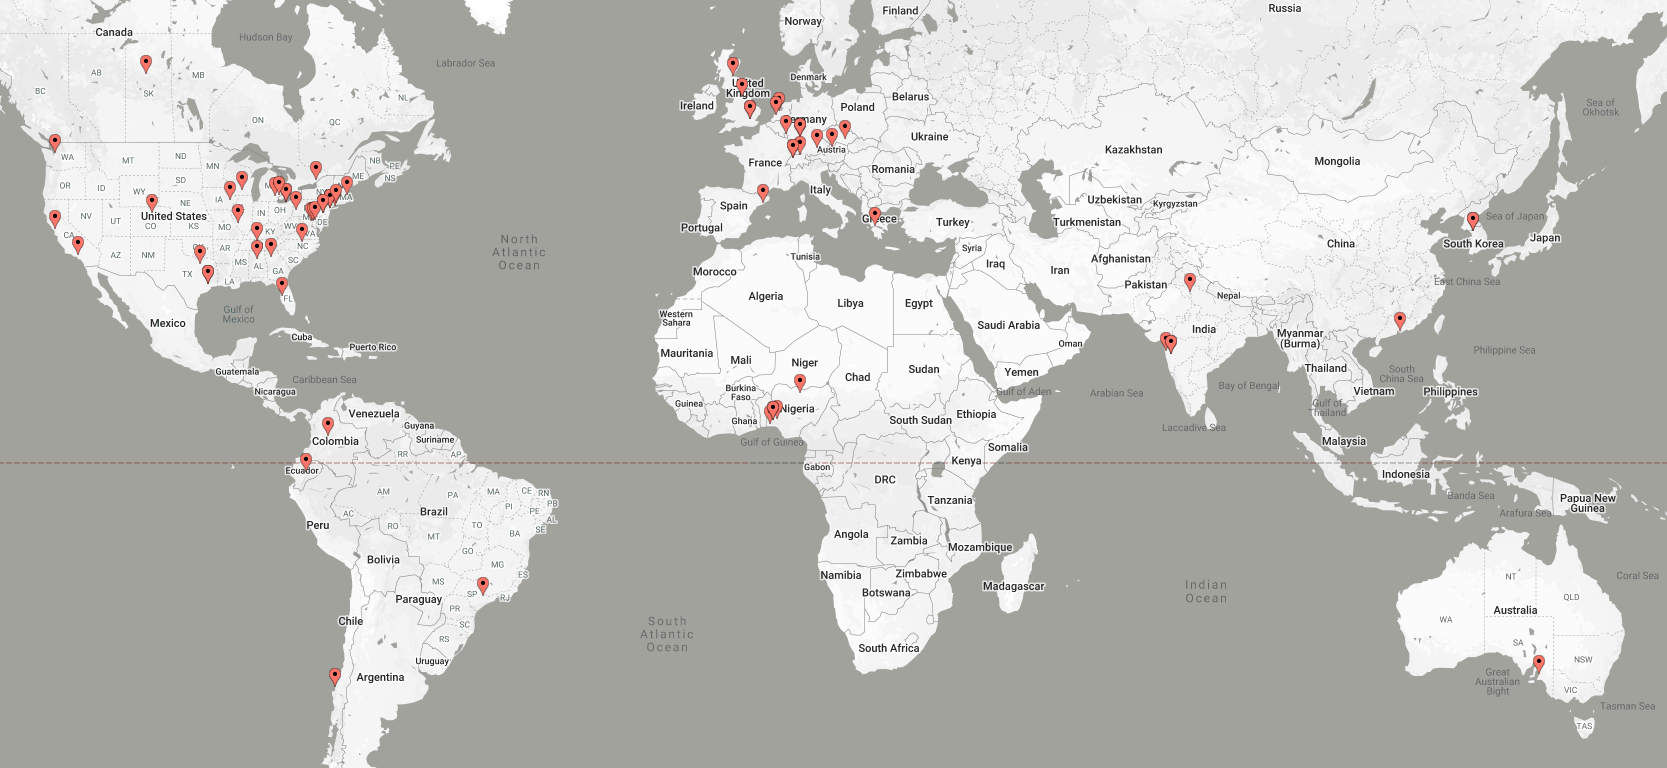 Canada
Hudson Bay
Labrador Sea
Norway
Finland
Russia
AB
MB
SK
BC
ON
QC
NL
Denmark
United
Kingdom
Ireland
Poland
Belarus
Sea of
Okhotsk
Ukraine
Austria
France
Romania
Kazakhstan
Mongolia
WA
MT
ND
MN
NB
PE
NS
ME
OR
ID
WY
SD
IA
NE
MA
United States
NV
UT
CO
KS
MO
IN
OH
KY
WV
VA
DE
CA
AZ
NM
AR
NC
SC
TX
MS
AL
GA
LA
FL
Gulf of
Mexico
Mexico
Cuba
Puerto Rico
Guatemala
Caribbean Sea
Nicaragua
North
Atlantic
Ocean
Spain
Portugal
Italy
Greece
Turkey
Uzbekistan
Kyrgyzstan
Turkmenistan
Syria
Iraq
Iran
Afghanistan
Pakistan
Nepal
China
Sea of Japan
South Korea
Japan
East China Sea
Tunisia
Morocco
Algeria
Libya
Egypt
Western
Sahara
Saudi Arabia
Oman
India
Myanmar
(Burma)
Philippine Sea
Mauritania
Mali
Niger
Chad
Sudan
Yemen
Gulf of Aden
Arabian Sea
Bay of Bengal
Thailand
South
China Sea
Vietnam
Philippines
Gulf of
Thailand
Laccadive Sea
Guinea
Burkina
Faso
Ghana
Nigeria
Gulf of Guinea
South Sudan
Ethiopia
Somalia
Malaysia
Venezuela
Guyana
Suriname
Colombia
RR
AP
Ecuador
Gabon
Kenya
DRC
Indonesia
Banda Sea
Papua New
Guinea
Arafura Sea
Tanzania
AM
PA
MA
CE
RN
PB
PI
PE
AL
SE
AC
Brazil
RO
TO
BA
MT
Peru
Bolivia
GO
MG
ES
MS
SP
RJ
Paraguay
PR
SC
RS
Chile
Uruguay
Argentina
South
Atlantic
Ocean
Angola
Zambia
Mozambique
Namibia
Zimbabwe
Botswana
Madagascar
South Africa
Indian
Ocean
Coral Sea
NT
QLD
Australia
WA
SA
NSW
Great
Australian
Bight
VIC
Tasman Sea
TAS